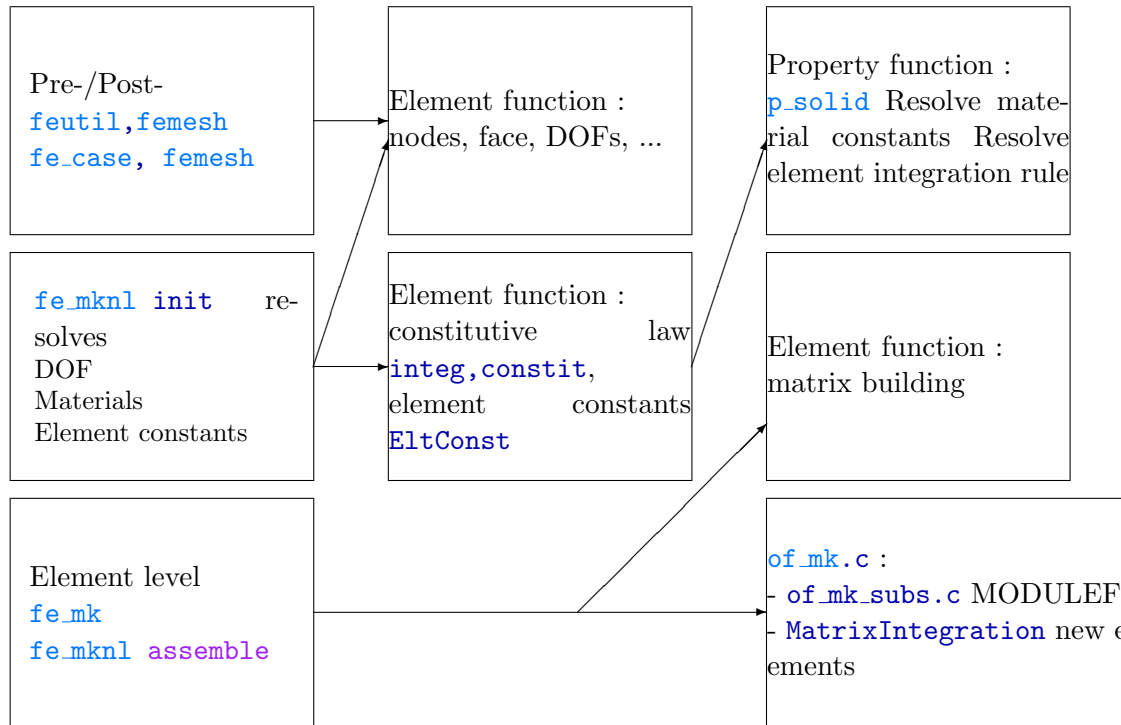 Pre-/Post-
feutil,femesh
fe_case, femesh
Element function :
nodes, face, DOFs, ...
Property function :
p_solid Resolve mate-
rial constants Resolve
element integration rule
fe_mknl init re-
solves
DOF
Materials
Element constants
Element function :
constitutive law
integ,constit,
element constants
EltConst
Element function :
matrix building
Element level
fe_mk
fe_mknl assemble
of_mk.c :
- of_mk_subs.c MODULEF
- MatrixIntegration new e
ements